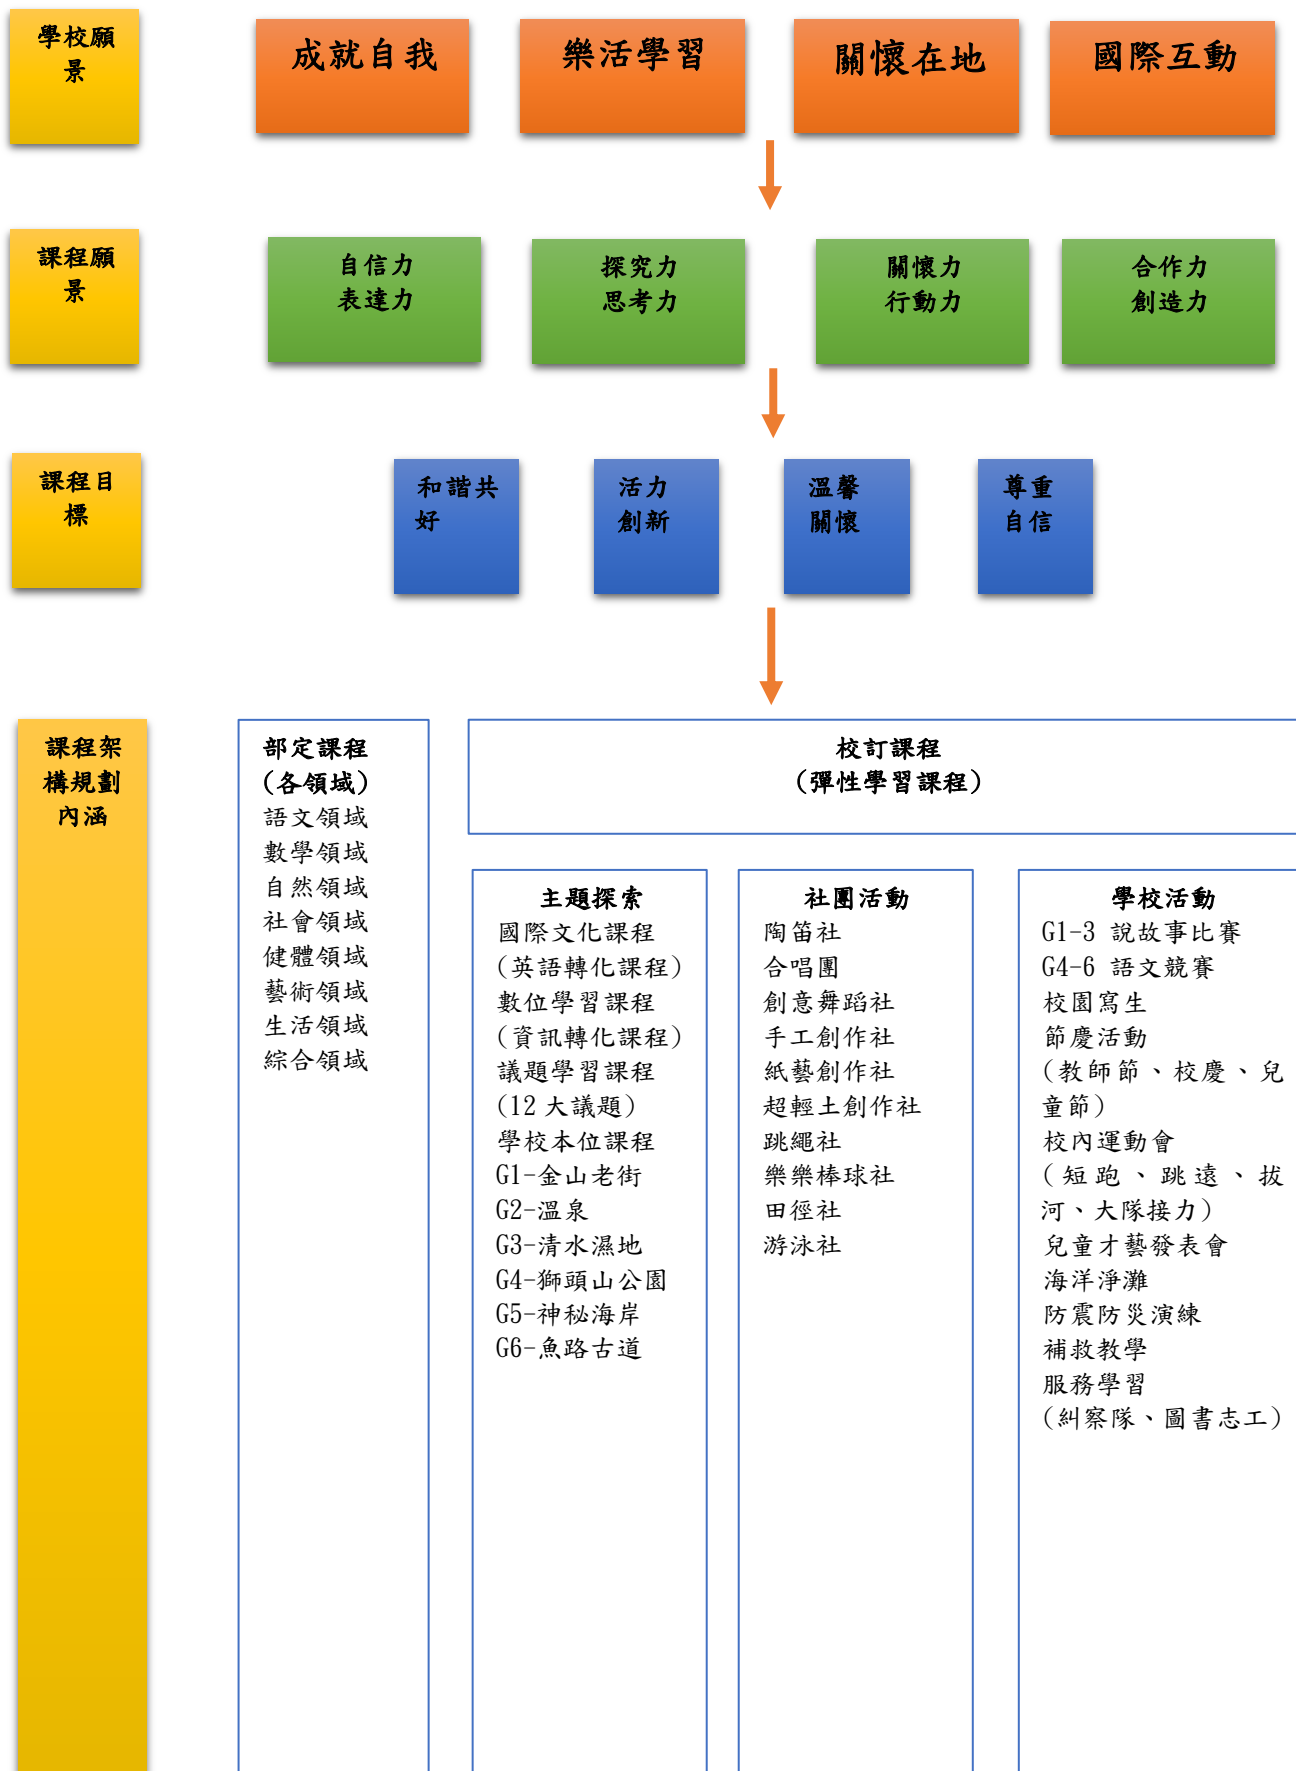 學校願
景
成就自我
樂活學習
關懷在地
國際互動
課程願
景
自信力
表達力
探究力
思考力
關懷力
行動力
合作力
創造力
課程目
標
和諧共
好
活力
創新
溫馨
關懷
尊重
自信
課程架
構規劃
內涵
部定課程
(各領域)
語文領域
數學領域
自然領域
社會領域
健體領域
藝術領域
生活領域
綜合領域
校訂課程
(彈性學習課程)
主題探索
國際文化課程
(英語轉化課程)
數位學習課程
(資訊轉化課程)
議題學習課程
(12大議題)
學校本位課程
G1-金山老街
G2-溫泉
G3-清水濕地
G4-獅頭山公園
G5-神秘海岸
G6-魚路古道
社團活動
陶笛社
合唱團
創意舞蹈社
手工創作社
紙藝創作社
超輕土創作社
跳繩社
樂樂棒球社
田徑社
游泳社
學校活動
G1-3 說故事比賽
G4-6 語文競賽
校園寫生
節慶活動
(教師節、校慶、兒
童節)
校內運動會
(短跑、跳遠、拔
河、大隊接力)
兒童才藝發表會
海洋淨灘
防震防災演練
補救教學
服務學習
(糾察隊、圖書志工)